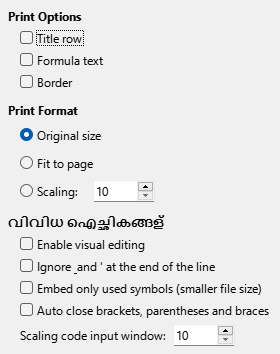 Print Options
Title row
Formula text
Border
Print Format
Original size
Fit to page
Scaling: 10
വിവിധ ഐച്ഛികങ്ങള്
Enable visual editing
Ignore _and ' at the end of the line
Embed only used symbols (smaller file size)
Auto close brackets, parentheses and braces
Scaling code input window: 10